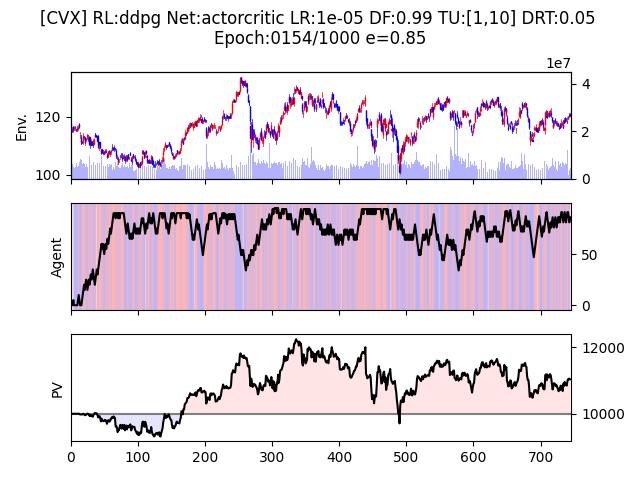 [CVX] RL:ddpg Net:actorcritic LR:1e-05 DF:0.99 TU:[1,10] DRT:0.05
Epoch:0154/1000 e=0.85
1e7
Env.
120
100
4
2
0
Agent
50
0
PV
12000
10000
0 100 200 300 400 500 600 700